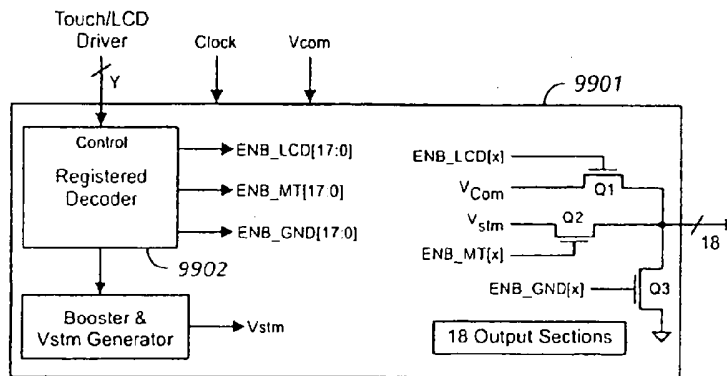 Touch/LCD
Driver
Y
Clock
Vcom
9901
Control
Registered
Decoder
ENB_LCD[17:0]
ENB_MT[17:0]
ENB_GND[17:0]
9902
Booster &
Vstm Generator
Vstm
ENB_LCD[x]
VCom
Q1
Vstm
Q2
ENB_MT[x]
18
ENB_GND[x]
Q3
18 Output Sections